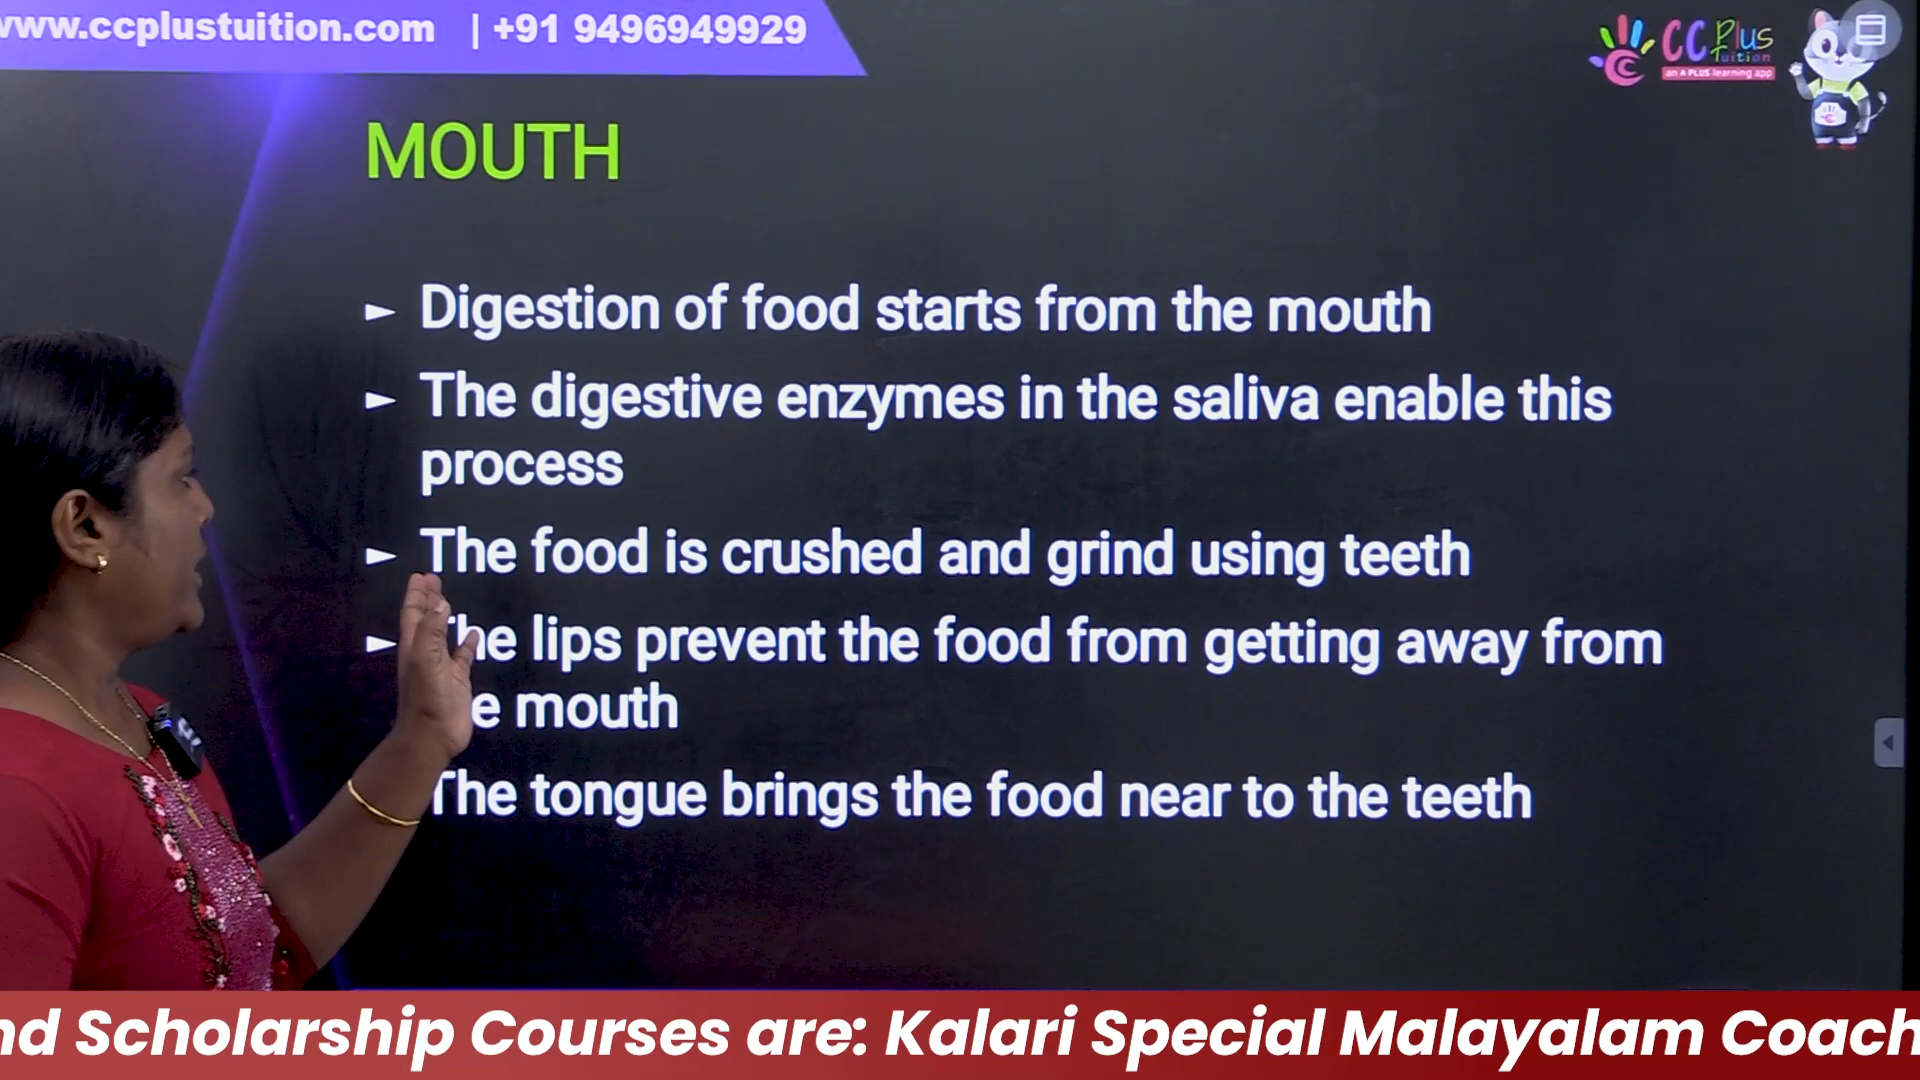 www.ccplustuition.com | +91 9496949929
CC Plus
Tuition
an A PLUS learning app
MOUTH
► Digestion of food starts from the mouth
► The digestive enzymes in the saliva enable this
process
► The food is crushed and grind using teeth
► The lips prevent the food from getting away from
e mouth
The tongue brings the food near to the teeth
nd Scholarship Courses are: Kalari Special Malayalam Coach